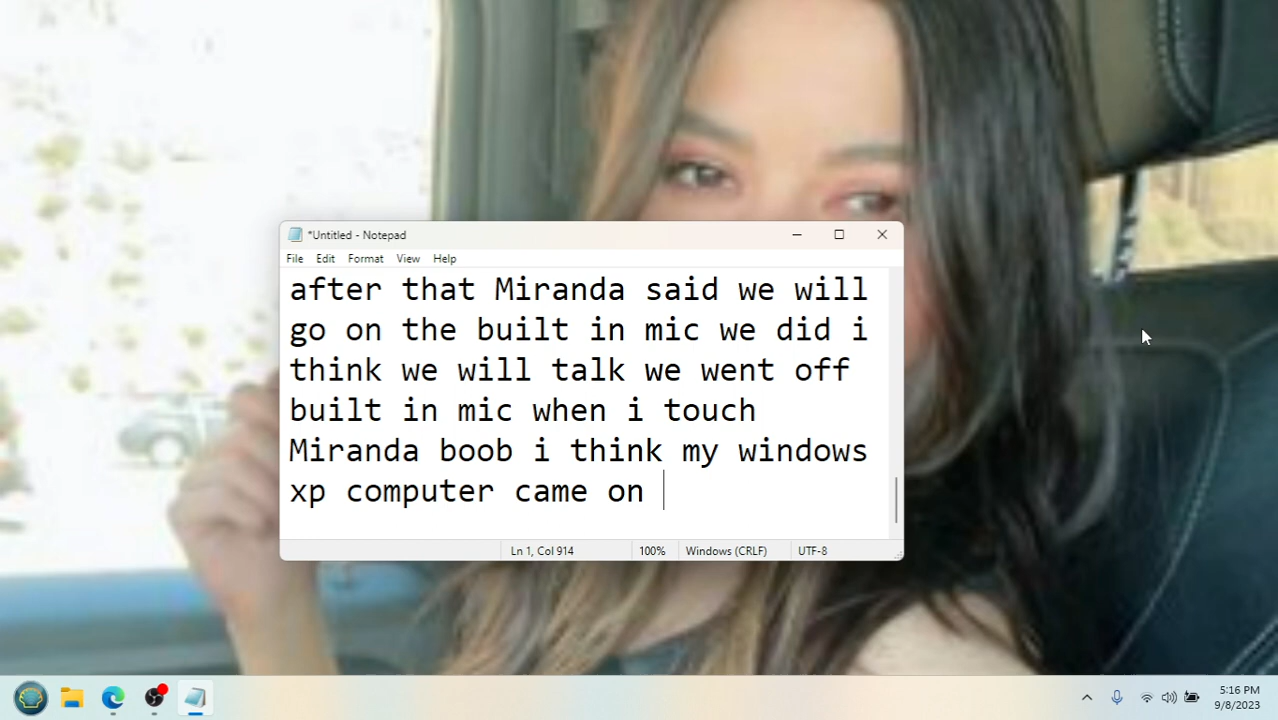 *Untitled - Notepad
File Edit Format View Help
after that Miranda said we will
go on the built in mic we did i
think we will talk we went off
built in mic when i touch
Miranda boob i think my windows
xp computer came on
Ln 1, Col 914 100% Windows (CRLF) UTF-8
5:16 PM
9/8/2023